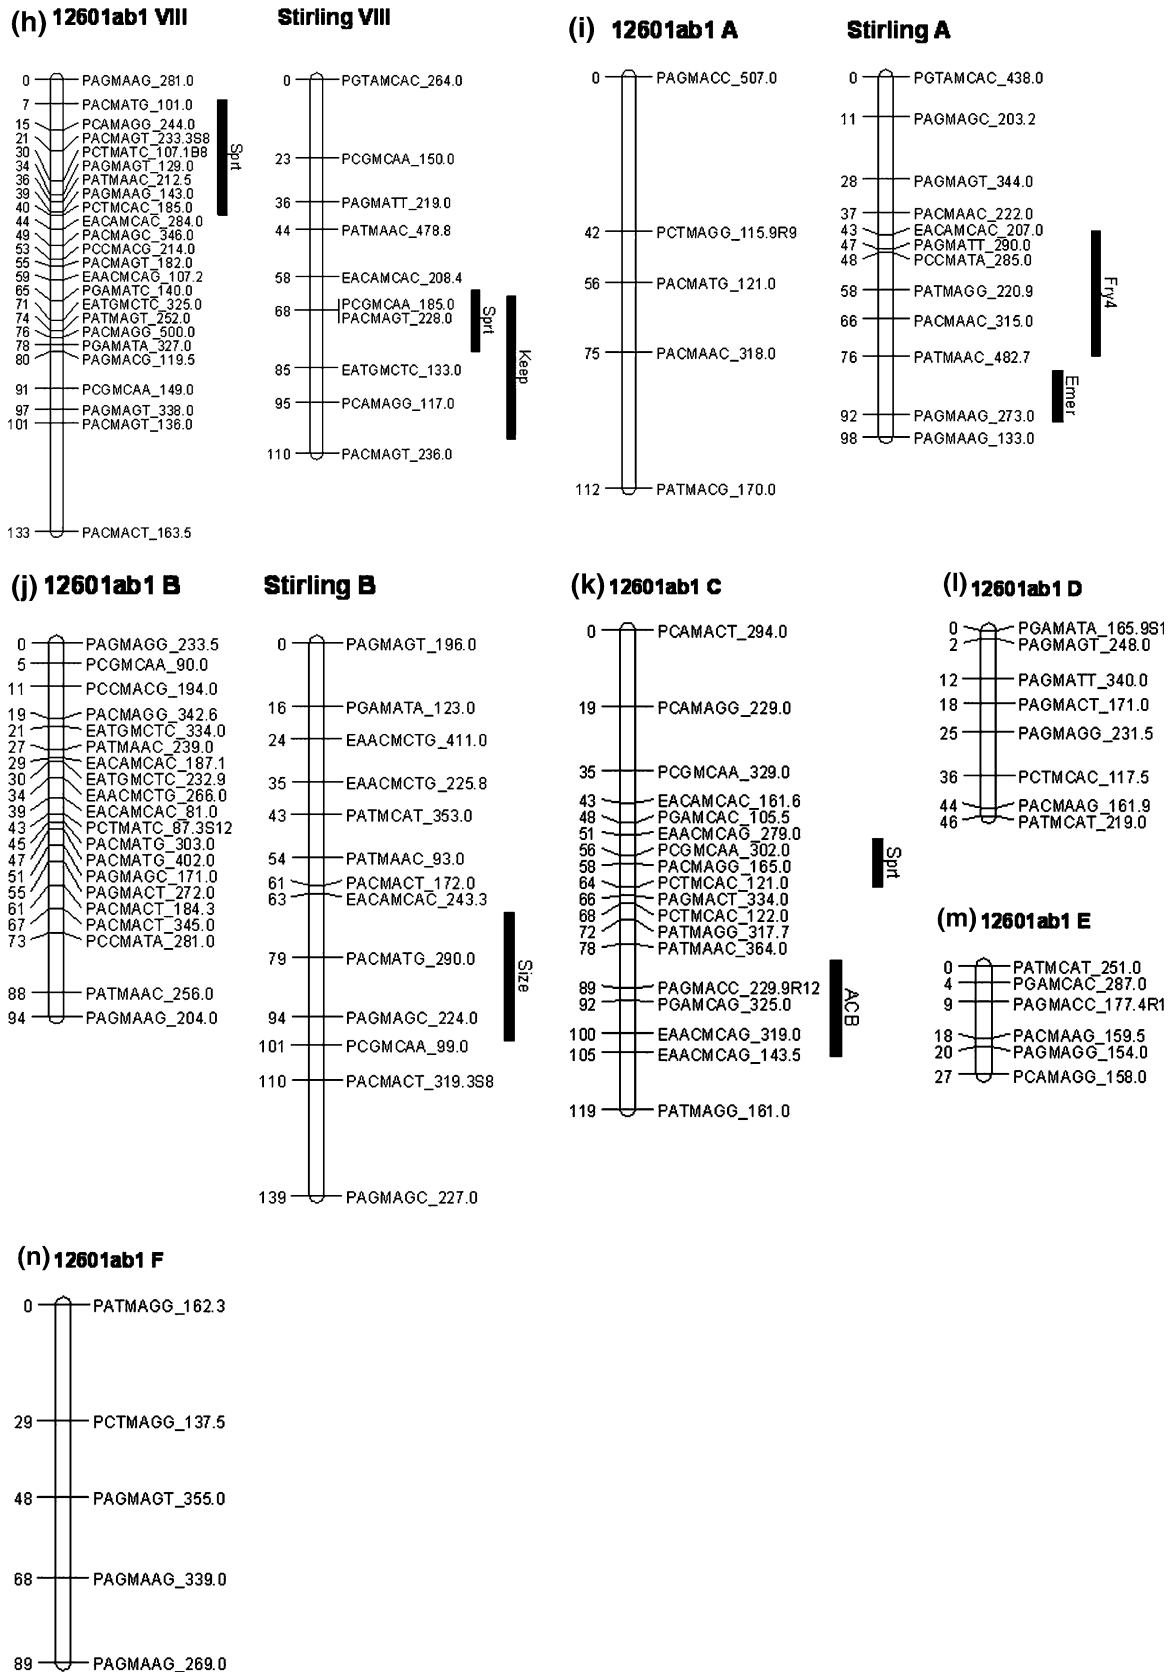 (h) 12601ab1 VIII
0 PAGMAAG_281.0
7 PACMATG_101.0
15 PCAMAGG_244.0
21 PACMAGT_233.3S8
30 PCTMATC_107.1B8
34 PAGMAGT_129.0
36 PATMAAC_212.5
39 PAGMAAG_143.0
40 PCTMCAC_185.0
44 EACAMCAC_284.0
49 PACMAGC_346.0
53 PCCMACG_214.0
55 PACMAGT_182.0
59 EAACMCAG_107.2
65 PGAMATC_140.0
71 EATGMCTC_325.0
74 PATMAGT_252.0
76 PACMAGG_500.0
78 PGAMATA_327.0
80 PAGMACG_119.5
91 PCGMCAA_149.0
97 PAGMAGT_338.0
101 PACMAGT_136.0
133 PACMACT_163.5
Sprt
Stirling VIII
0 PGTAMCAC_264.0
23 PCGMCAA_150.0
36 PAGMATT_219.0
44 PATMAAC_478.8
58 EACAMCAC_208.4
68 PCGMCAA_185.0
PACMAGT_228.0
85 EATGMCTC_133.0
95 PCAMAGG_117.0
110 PACMAGT_236.0
Sprt
Keep
(i) 12601ab1 A
0 PAGMACC_507.0
42 PCTMAGG_115.9R9
56 PACMATG_121.0
75 PACMAAC_318.0
112 PATMACG_170.0
Stirling A
0 PGTAMCAC_438.0
11 PAGMAGC_203.2
28 PAGMAGT_344.0
37 PACMAAC_222.0
43 EACAMCAC_207.0
47 PAGMATT_290.0
48 PCCMATA_285.0
58 PATMAGG_220.9
66 PACMAAC_315.0
76 PATMAAC_482.7
92 PAGMAAG_273.0
98 PAGMAAG_133.0
Fry4
Emer
(j) 12601ab1 B
0 PAGMAGG_233.5
5 PCGMCAA_90.0
11 PCCMACG_194.0
19 PACMAGG_342.6
21 EATGMCTC_334.0
27 PATMAAC_239.0
29 EACAMCAC_187.1
30 EATGMCTC_232.9
34 EAACMCTG_266.0
39 EACAMCAC_81.0
43 PCTMATC_87.3S12
45 PACMATG_303.0
47 PACMATG_402.0
51 PAGMAGC_171.0
55 PAGMACT_272.0
61 PACMACT_184.3
67 PACMACT_345.0
73 PCCMATA_281.0
88 PATMAAC_256.0
94 PAGMAAG_204.0
Stirling B
0 PAGMAGT_196.0
16 PGAMATA_123.0
24 EAACMCTG_411.0
35 EAACMCTG_225.8
43 PATMCAT_353.0
54 PATMAAC_93.0
61 PACMACT_172.0
63 EACAMCAC_243.3
79 PACMATG_290.0
94 PAGMAGC_224.0
101 PCGMCAA_99.0
110 PACMACT_319.3S8
139 PAGMAGC_227.0
Size
(k) 12601ab1 C
0 PCAMACT_294.0
19 PCAMAGG_229.0
35 PCGMCAA_329.0
43 EACAMCAC_161.6
48 PGAMCAC_105.5
51 EAACMCAG_279.0
56 PCGMCAA_302.0
58 PACMAGG_165.0
64 PCTMCAC_121.0
66 PAGMACT_334.0
68 PCTMCAC_122.0
72 PATMAGG_317.7
78 PATMAAC_364.0
89 PAGMACC_229.9R12
92 PGAMCAG_325.0
100 EAACMCAG_319.0
105 EAACMCAG_143.5
119 PATMAGG_161.0
Sprt
ACB
(l) 12601ab1 D
0 PGAMATA_165.9S1
2 PAGMAGT_248.0
12 PAGMATT_340.0
18 PAGMACT_171.0
25 PAGMAGG_231.5
36 PCTMCAC_117.5
44 PACMAAG_161.9
46 PATMCAT_219.0
(m) 12601ab1 E
0 PATMCAT_251.0
4 PGAMCAC_287.0
9 PAGMACC_177.4R1
18 PACMAAG_159.5
20 PAGMAGG_154.0
27 PCAMAGG_158.0
(n) 12601ab1 F
0 PATMAGG_162.3
29 PCTMAGG_137.5
48 PAGMAGT_355.0
68 PAGMAAG_339.0
89 PAGMAAG_269.0